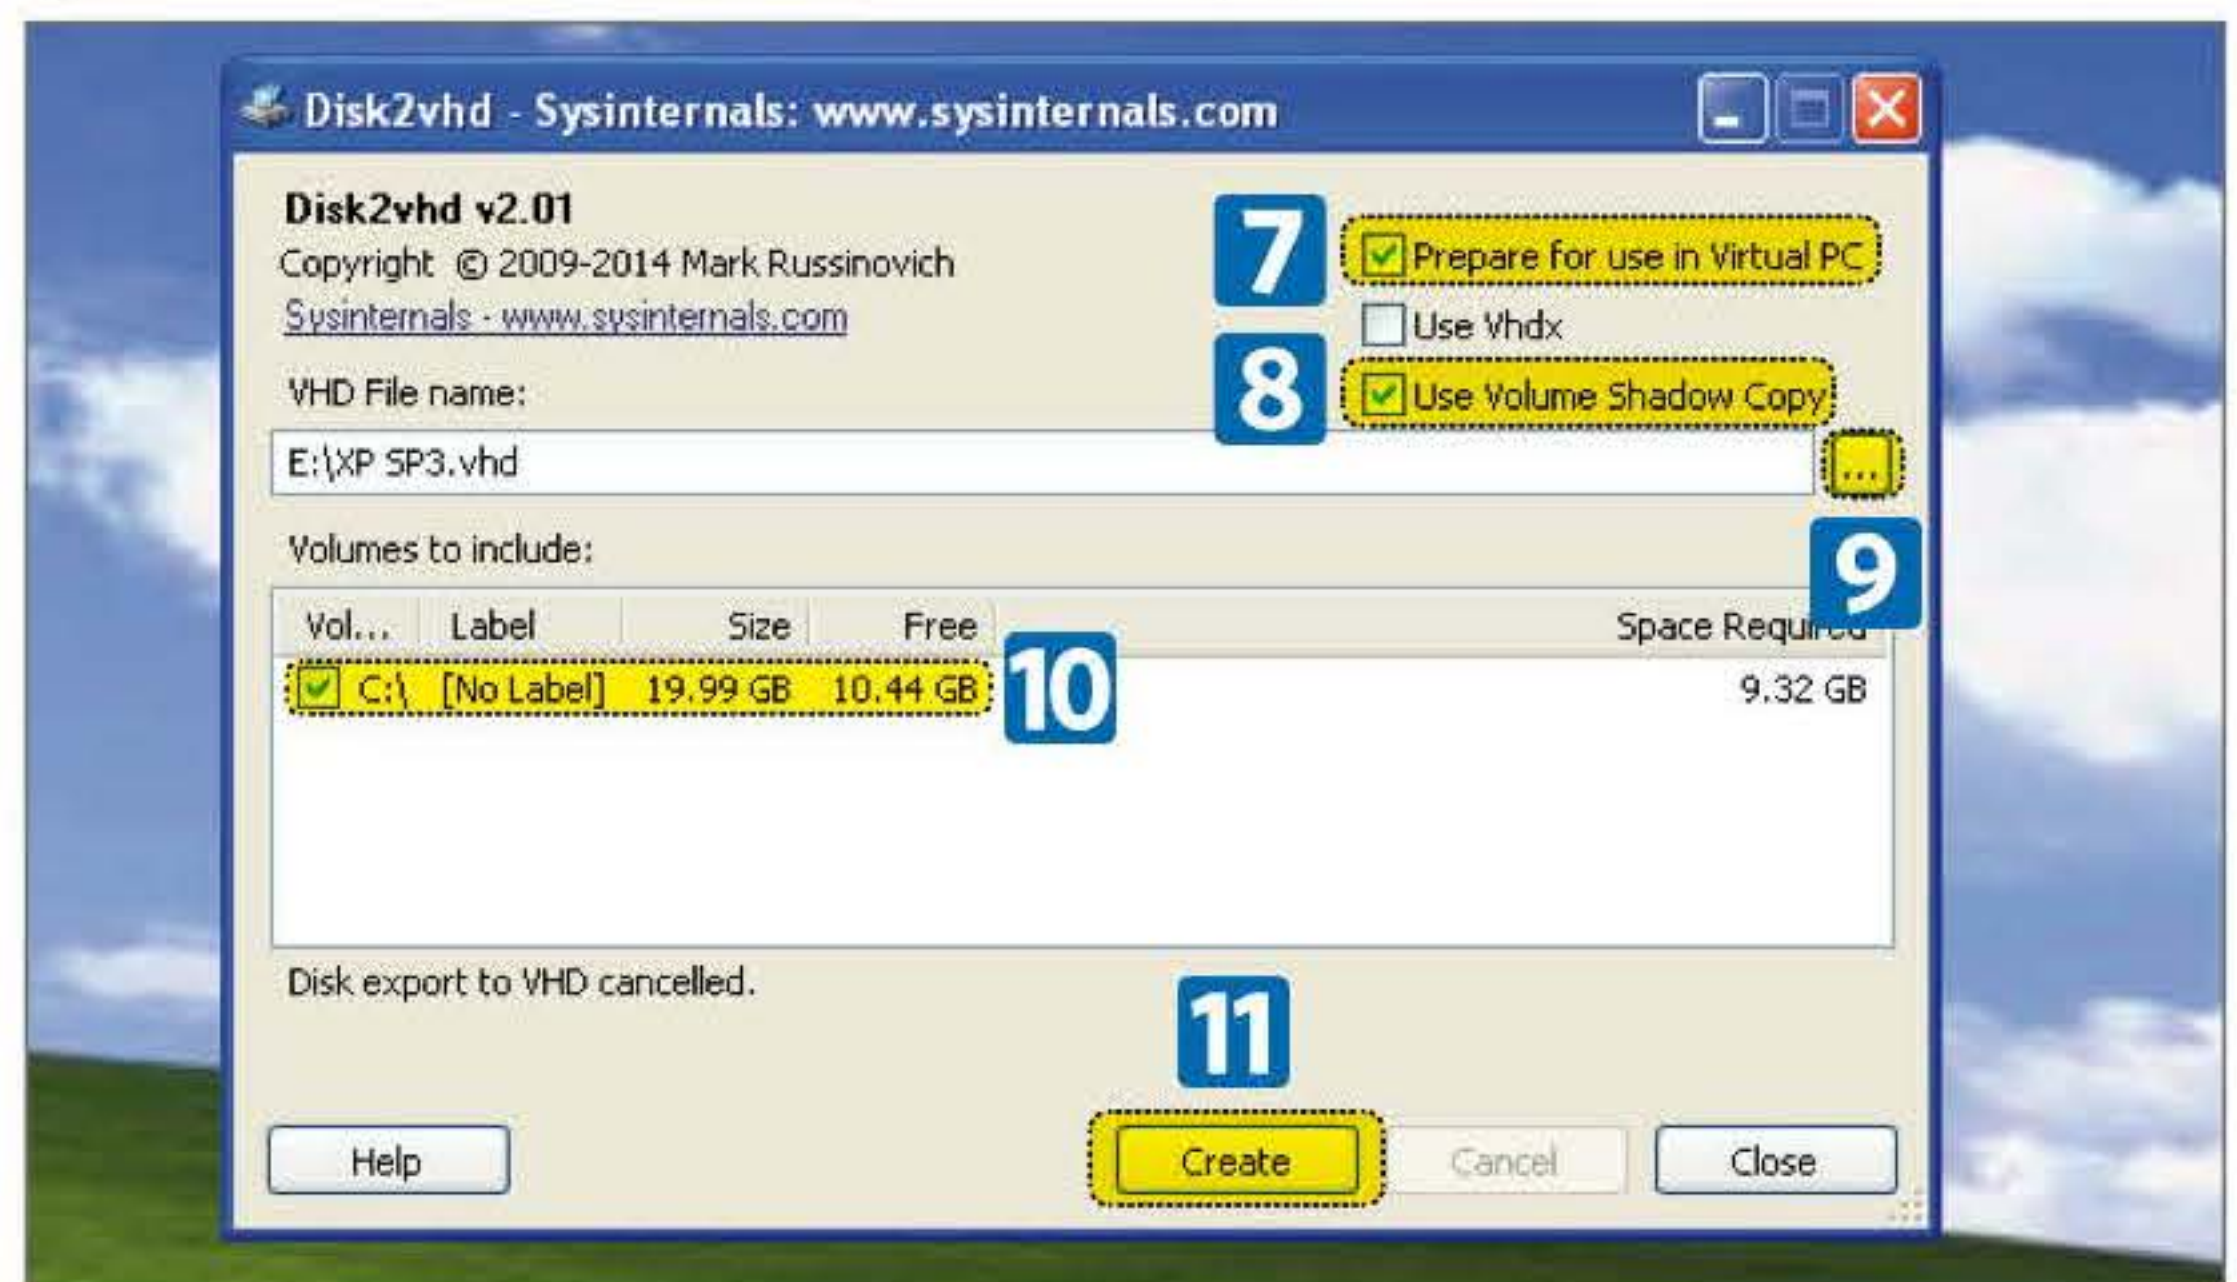 Disk2vhd - Sysinternals: www.sysinternals.com
Disk2vhd v2.01
Copyright © 2009-2014 Mark Russinovich
Sysinternals - www.sysinternals.com
7
Prepare for use in Virtual PC
Use Vhdx
8
Use Volume Shadow Copy
VHD File name:
E:\XP SP3.vhd
...
9
Volumes to include:
Vol... Label Size Free Space Required
C:\ [No Label] 19.99 GB 10.44 GB 9.32 GB
10
Disk export to VHD cancelled.
11
Help Create Cancel Close